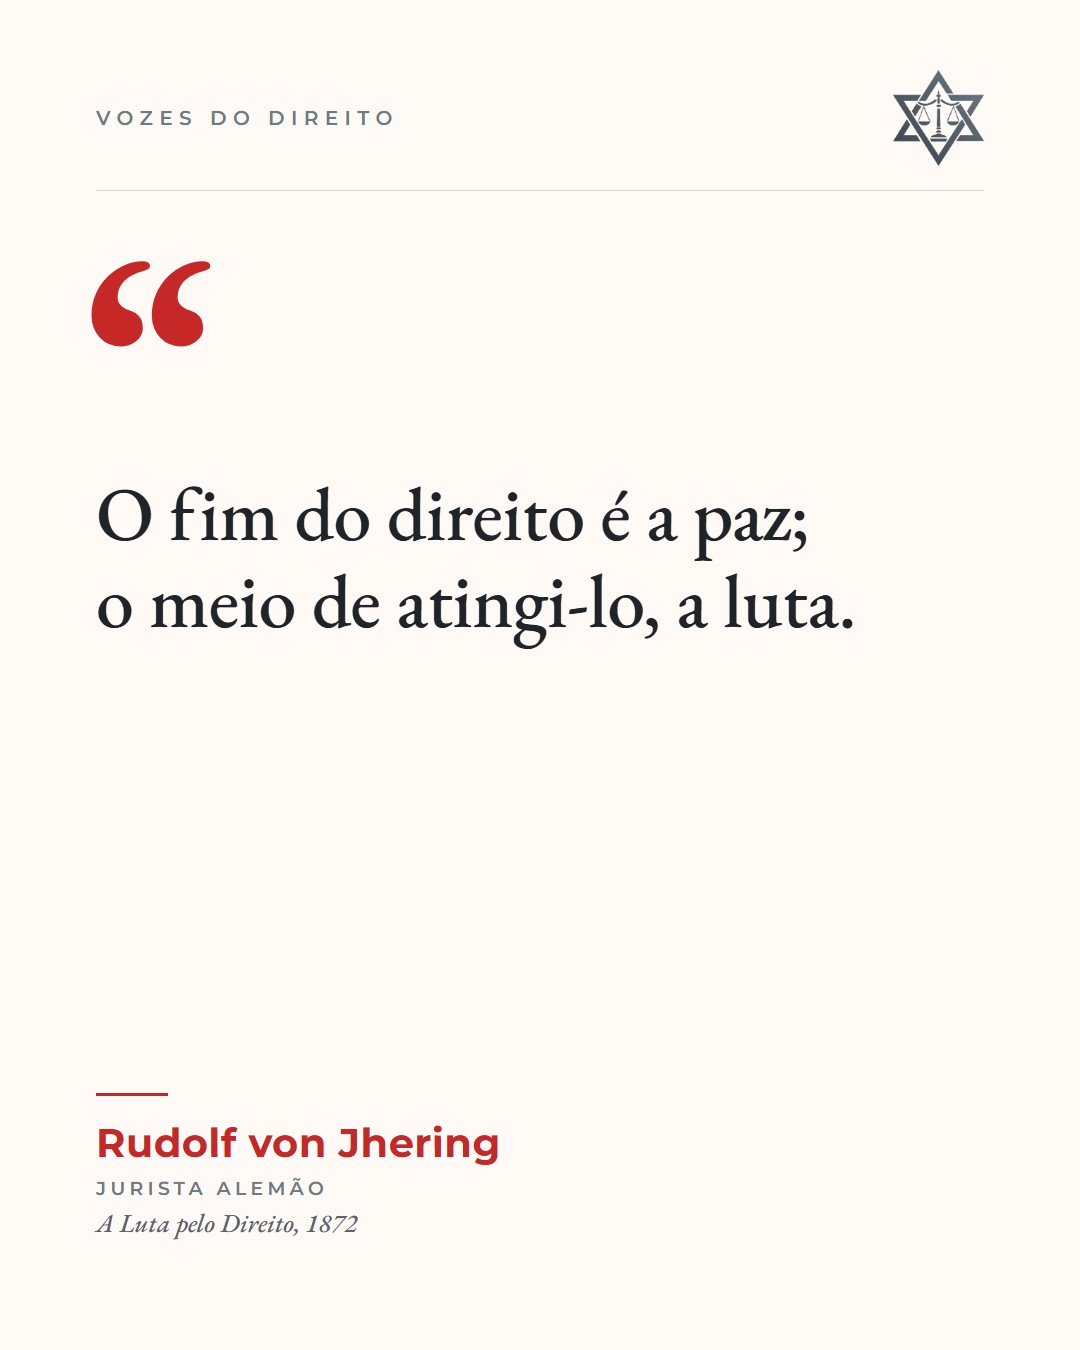 VOZES DO DIREITO
“
O fim do direito é a paz;
o meio de atingi-lo, a luta.
Rudolf von Jhering
JURISTA ALEMÃO
A Luta pelo Direito, 1872